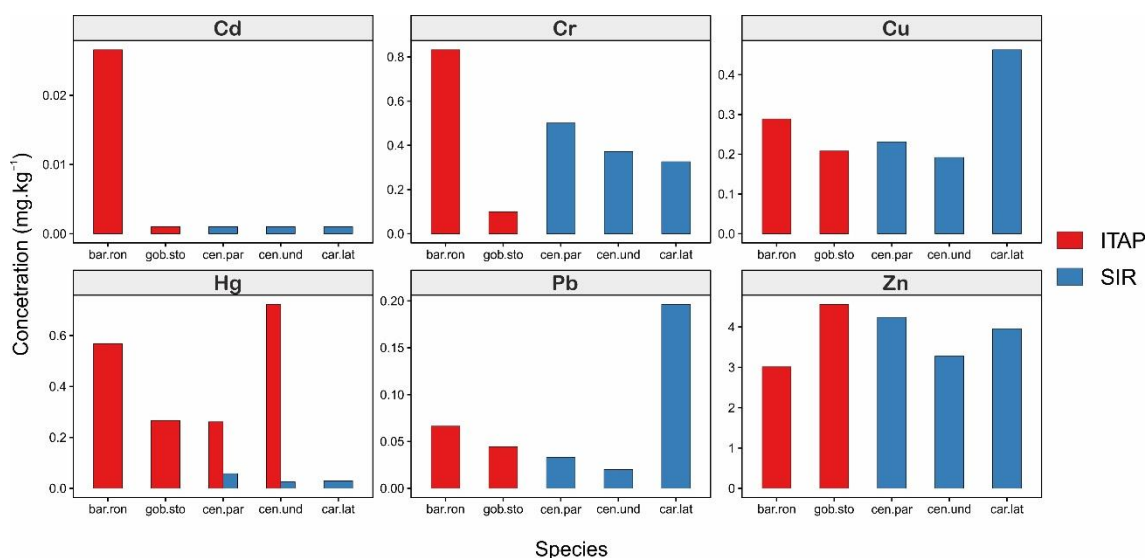 Cd
Cr
Cu
0.02
0.01
0.00
0.8
0.6
0.4
0.2
0.0
0.4
0.3
0.2
0.1
0.0
bar.ron gob.sto cen.par cen.und car.lat
bar.ron gob.sto cen.par cen.und car.lat
bar.ron gob.sto cen.par cen.und car.lat
Concetration (mg.kg⁻¹)
ITAP
SIR
Hg
Pb
Zn
0.6
0.4
0.2
0.0
0.20
0.15
0.10
0.05
0.00
4
3
2
1
0
bar.ron gob.sto cen.par cen.und car.lat
bar.ron gob.sto cen.par cen.und car.lat
bar.ron gob.sto cen.par cen.und car.lat
Species